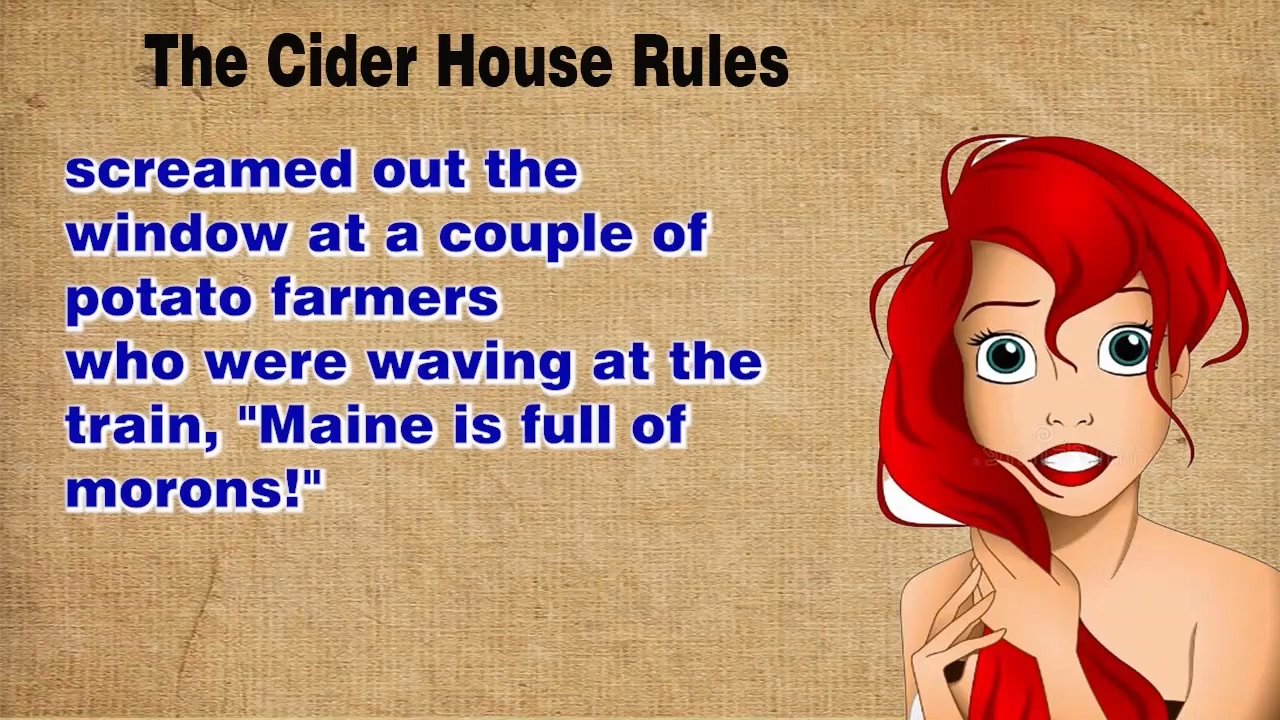 The Cider House Rules
screamed out the
window at a couple of
potato farmers
who were waving at the
train, "Maine is full of
morons!"